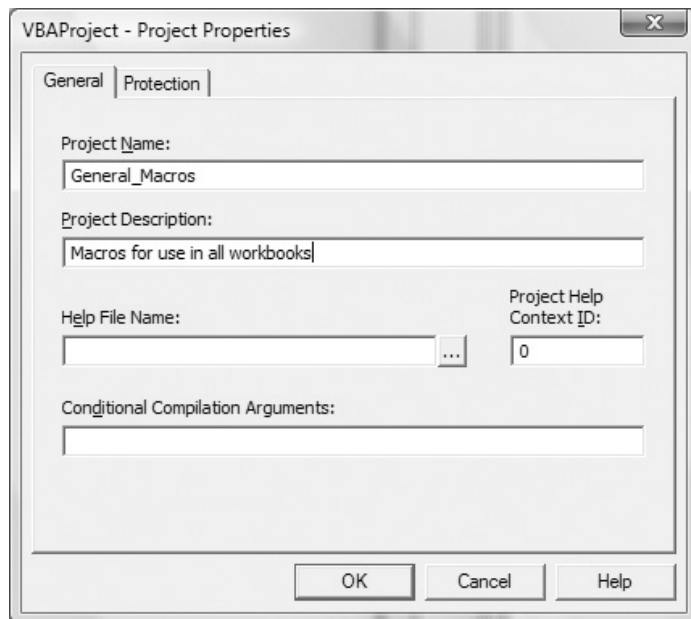 VBAProject - Project Properties
General
Protection
Project Name:
General_Macros
Project Description:
Macros for use in all workbooks
Help File Name:
...
Project Help
Context ID:
0
Conditional Compilation Arguments:
OK
Cancel
Help